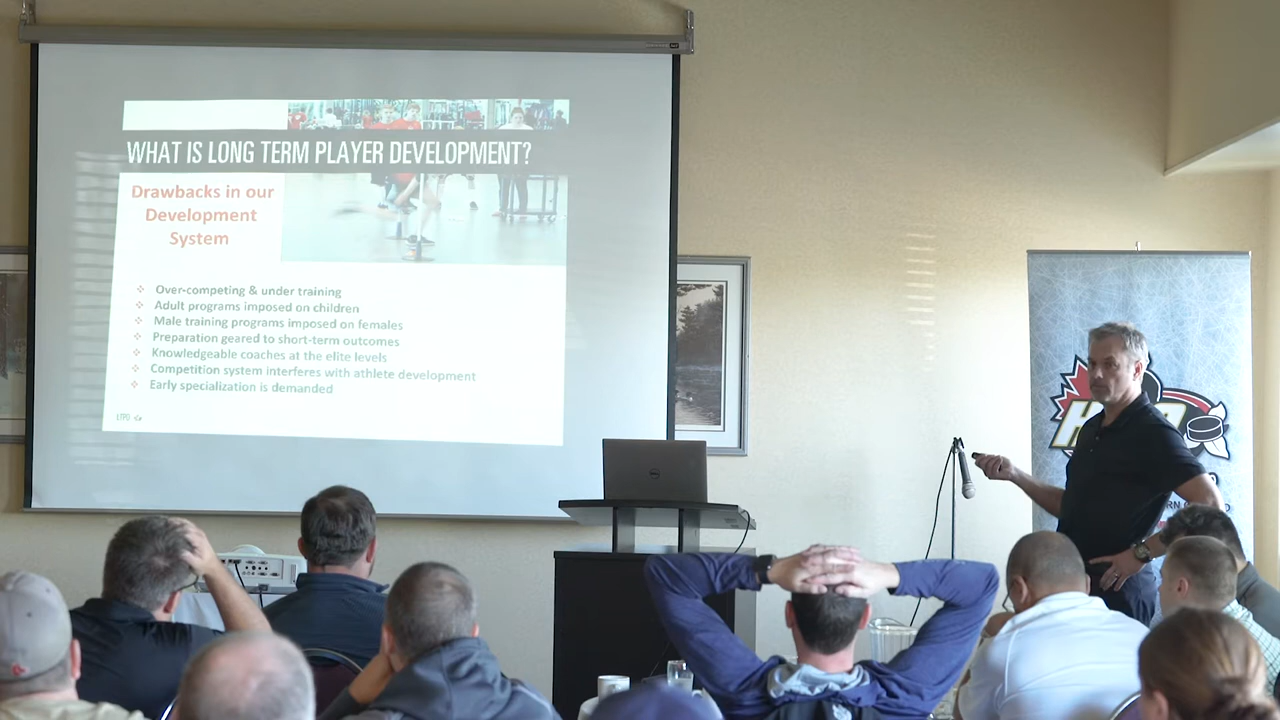 WHAT IS LONG TERM PLAYER DEVELOPMENT?
Drawbacks in our
Development
System
Over-competing & under training
Adult programs imposed on children
Male training programs imposed on females
Preparation geared to short-term outcomes
Knowledgeable coaches at the elite levels
Competition system interferes with athlete development
Early specialization is demanded
LTPD
DELL